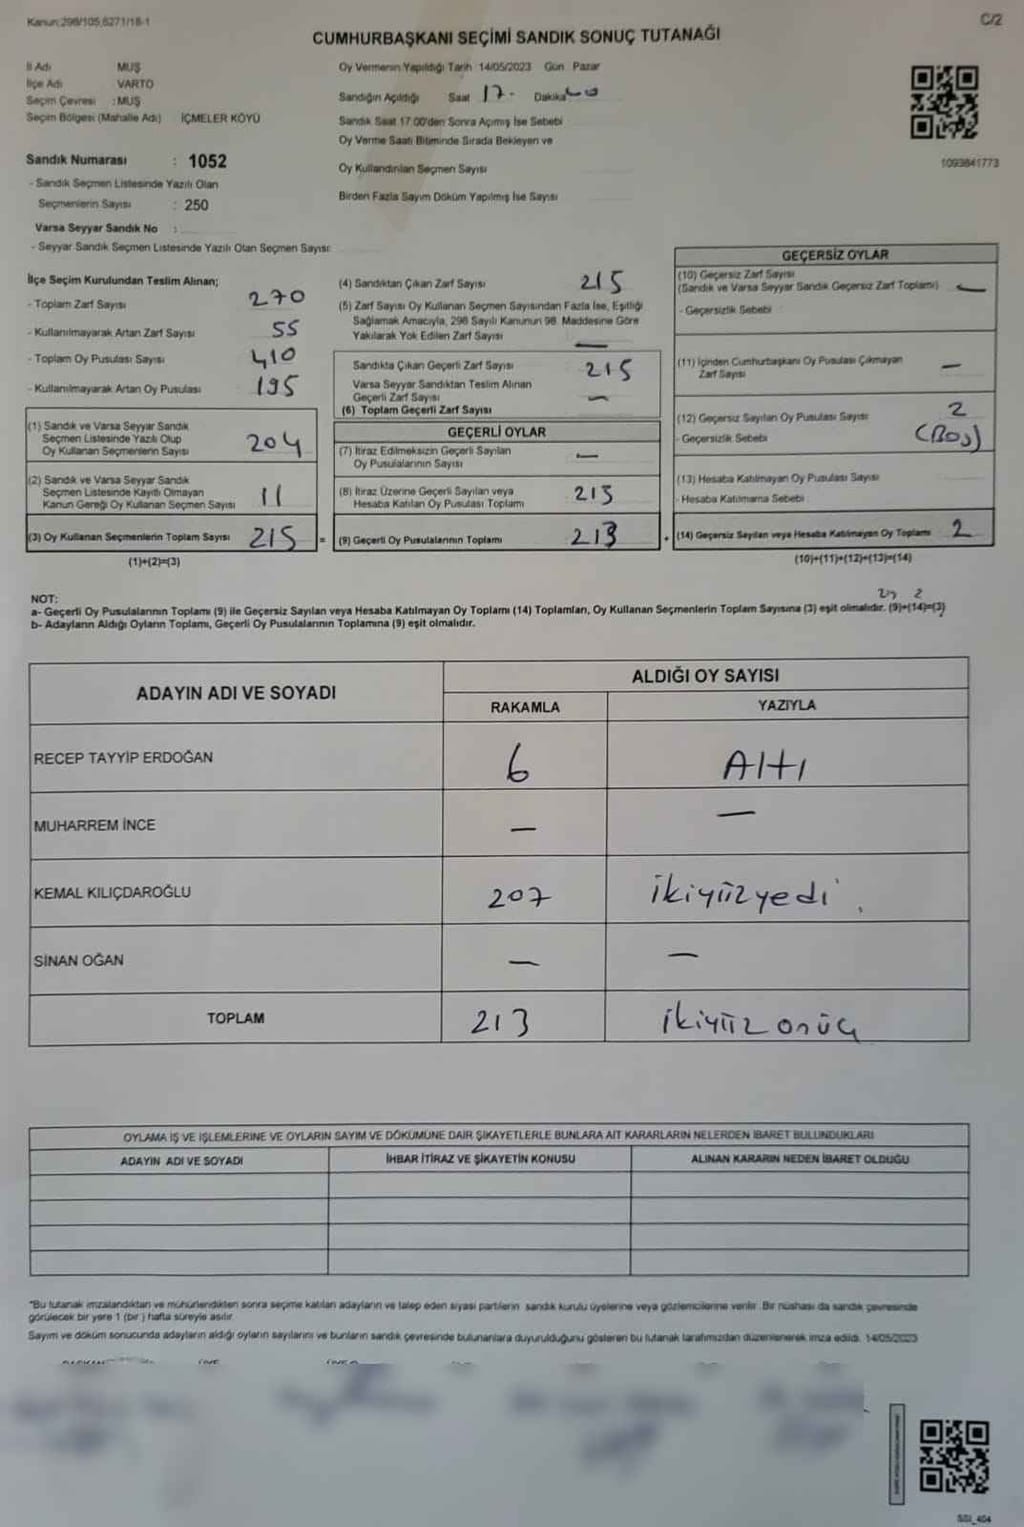 Kanun:298/105,6271/18-1
C/2
CUMHURBAŞKANI SEÇİMİ SANDIK SONUÇ TUTANAĞI
İl Adı MUŞ
İlçe Adı VARTO
Seçim Çevresi :MUŞ
Seçim Bölgesi (Mahalle Adı) İÇMELER KÖYÜ
Sandık Numarası : 1052
- Sandık Seçmen Listesinde Yazılı Olan
Seçmenlerin Sayısı : 250
Varsa Seyyar Sandık No :
- Seyyar Sandık Seçmen Listesinde Yazılı Olan Seçmen Sayısı:
Oy Vermenin Yapıldığı Tarih 14/05/2023 Gün Pazar
Sandığın Açıldığı Saat 17- Dakika
Sandık Saat 17.00'den Sonra Açımış İse Sebebi
Oy Verme Saati Bitiminde Sırada Bekleyen ve
Oy Kullandırılan Seçmen Sayısı
Birden Fazla Sayım Döküm Yapılmış İse Sayısı
1093841773
İlçe Seçim Kurulundan Teslim Alınan;
- Toplam Zarf Sayısı 270
- Kullanılmayarak Artan Zarf Sayısı 55
- Toplam Oy Pusulası Sayısı 410
- Kullanılmayarak Artan Oy Pusulası 195
(1) Sandık ve Varsa Seyyar Sandık
Seçmen Listesinde Yazılı Olup
Oy Kullanan Seçmenlerin Sayısı 204
(2) Sandık ve Varsa Seyyar Sandık
Seçmen Listesinde Kayıtlı Olmayan
Kanun Gereği Oy Kullanan Seçmen Sayısı 11
(3) Oy Kullanan Seçmenlerin Toplam Sayısı 215 =
(1)+(2)=(3)
(4) Sandıktan Çıkan Zarf Sayısı 215
(5) Zarf Sayısı Oy Kullanan Seçmen Sayısından Fazla İse, Eşitliği
Sağlamak Amacıyla, 298 Sayılı Kanunun 98. Maddesine Göre
Yakılarak Yok Edilen Zarf Sayısı —
Sandıkta Çıkan Geçerli Zarf Sayısı 215
Varsa Seyyar Sandıktan Teslim Alınan
Geçerli Zarf Sayısı —
(6) Toplam Geçerli Zarf Sayısı
GEÇERLİ OYLAR
(7) İtiraz Edilmeksizin Geçerli Sayılan
Oy Pusulalarının Sayısı —
(8) İtiraz Üzerine Geçerli Sayılan veya
Hesaba Katılan Oy Pusulası Toplamı 213
(9) Geçerli Oy Pusulalarının Toplamı 213 +
GEÇERSİZ OYLAR
(10) Geçersiz Zarf Sayısı
(Sandık ve Varsa Seyyar Sandık Geçersiz Zarf Toplamı) —
- Geçersizlik Sebebi
(11) İçinden Cumhurbaşkanı Oy Pusulası Çıkmayan
Zarf Sayısı —
(12) Geçersiz Sayılan Oy Pusulası Sayısı 2
- Geçersizlik Sebebi (Boş)
(13) Hesaba Katılmayan Oy Pusulası Sayısı
- Hesaba Katılmama Sebebi
(14) Geçersiz Sayılan veya Hesaba Katılmayan Oy Toplamı 2
(10)+(11)+(12)+(13)=(14)
NOT:
213 2
a- Geçerli Oy Pusulalarının Toplamı (9) ile Geçersiz Sayılan veya Hesaba Katılmayan Oy Toplamı (14) Toplamları, Oy Kullanan Seçmenlerin Toplam Sayısına (3) eşit olmalıdır. (9)+(14)=(3)
b- Adayların Aldığı Oyların Toplamı, Geçerli Oy Pusulalarının Toplamına (9) eşit olmalıdır.
ADAYIN ADI VE SOYADI
ALDIĞI OY SAYISI
RAKAMLA YAZIYLA
RECEP TAYYİP ERDOĞAN 6 Altı
MUHARREM İNCE — —
KEMAL KILIÇDAROĞLU 207 ikiyüzyedi
SİNAN OĞAN — —
TOPLAM 213 ikiyüz onüç
OYLAMA İŞ VE İŞLEMLERİNE VE OYLARIN SAYIM VE DÖKÜMÜNE DAİR ŞİKAYETLERLE BUNLARA AİT KARARLARIN NELERDEN İBARET BULUNDUKLARI
ADAYIN ADI VE SOYADI İHBAR İTİRAZ VE ŞİKAYETİN KONUSU ALINAN KARARIN NEDEN İBARET OLDUĞU
"Bu tutanak imzalandıktan ve mühürlendikten sonra seçime katılan adayların ve talep eden siyasi partilerin sandık kurulu üyelerine veya gözlemcilerine verilir. Bir nüshası da sandık çevresinde
görülecek bir yere 1 (bir) hafta süreyle asılır.
Sayım ve döküm sonucunda adayların aldığı oyların sayılarını ve bunların sandık çevresinde bulunanlara duyurulduğunu gösteren bu tutanak tarafımızdan düzenlenerek imza edildi. 14/05/2023
SSI_404